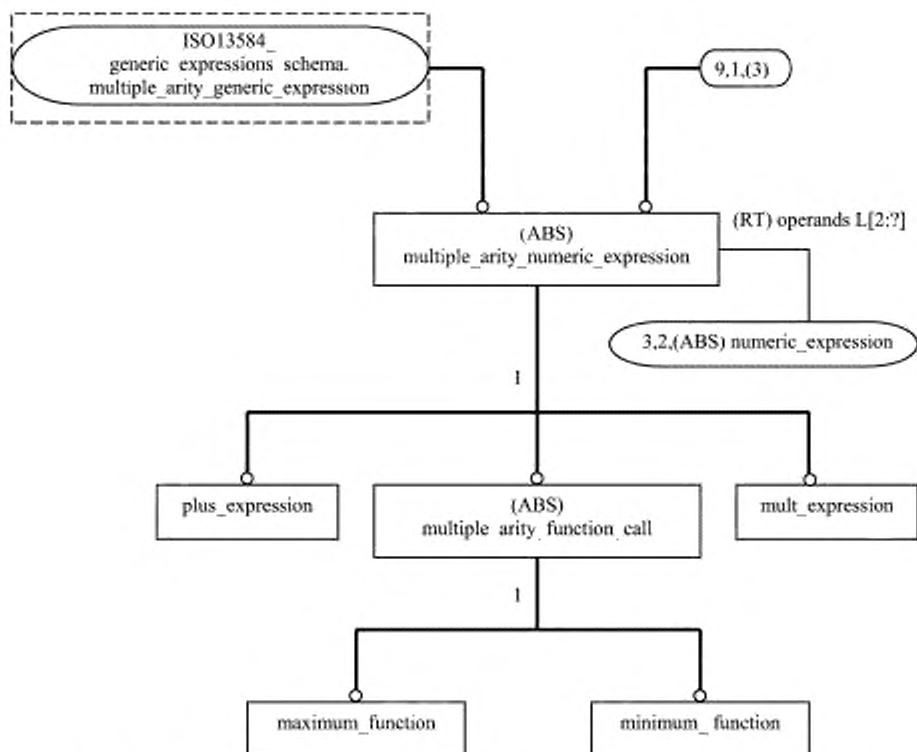 ISO13584_
generic expressions schema.
multiple_arity_generic_expression
9,1,(3)
(ABS)
multiple_arity_numeric_expression
(RT) operands L[2:?]
3,2,(ABS) numeric_expression
1
plus_expression
(ABS)
multiple arity function call
mult_expression
1
maximum_function
minimum_ function